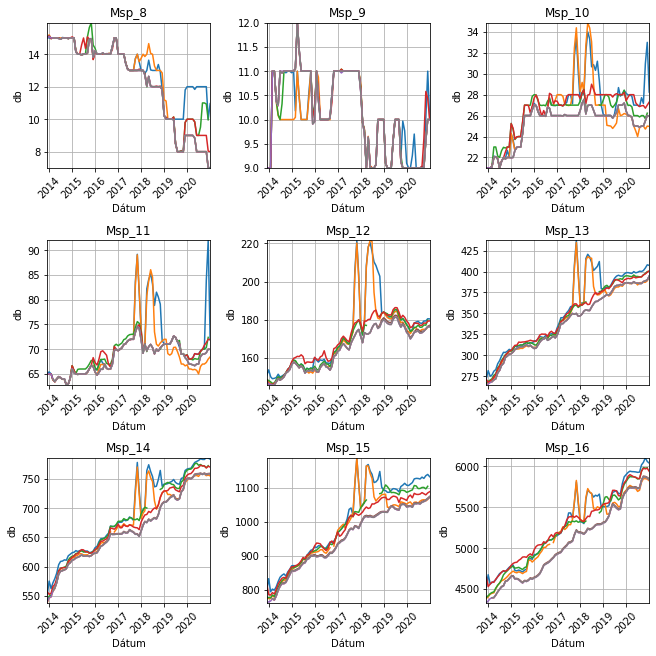 Msp_8 Msp_9 Msp_10
db 14 12 10 8
db 12.0 11.5 11.0 10.5 10.0 9.5 9.0
db 34 32 30 28 26 24 22
2014 2015 2016 2017 2018 2019 2020
2014 2015 2016 2017 2018 2019 2020
2014 2015 2016 2017 2018 2019 2020
Dátum Dátum Dátum
Msp_11 Msp_12 Msp_13
db 90 85 80 75 70 65
db 220 200 180 160
db 425 400 375 350 325 300 275
2014 2015 2016 2017 2018 2019 2020
2014 2015 2016 2017 2018 2019 2020
2014 2015 2016 2017 2018 2019 2020
Dátum Dátum Dátum
Msp_14 Msp_15 Msp_16
db 750 700 650 600 550
db 1100 1000 900 800
db 6000 5500 5000 4500
2014 2015 2016 2017 2018 2019 2020
2014 2015 2016 2017 2018 2019 2020
2014 2015 2016 2017 2018 2019 2020
Dátum Dátum Dátum